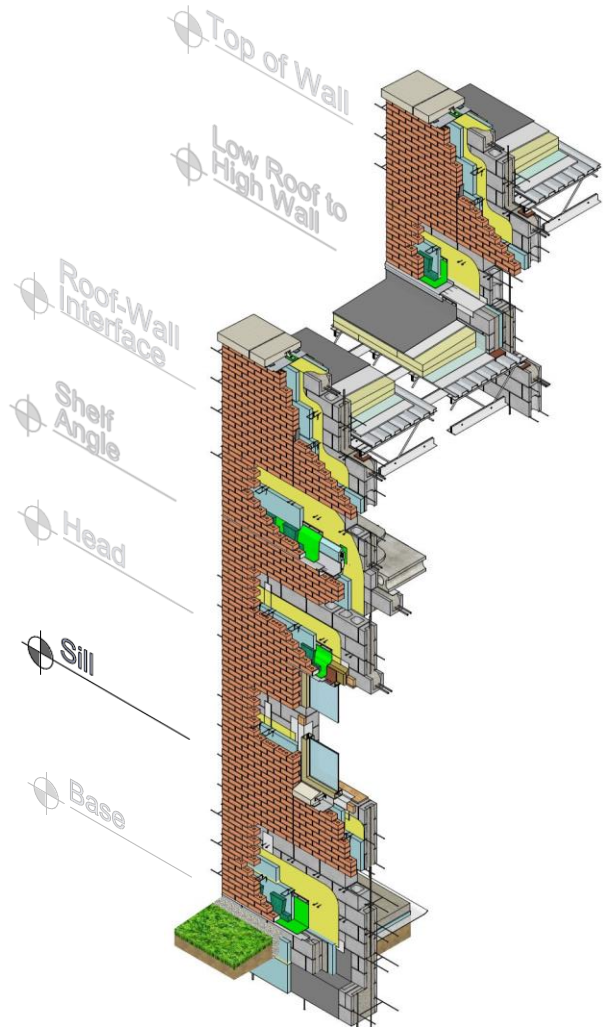 Top of Wall
Low Roof to
High Wall
Roof-Wall
Interface
Shelf
Angle
Head
Sill
Base